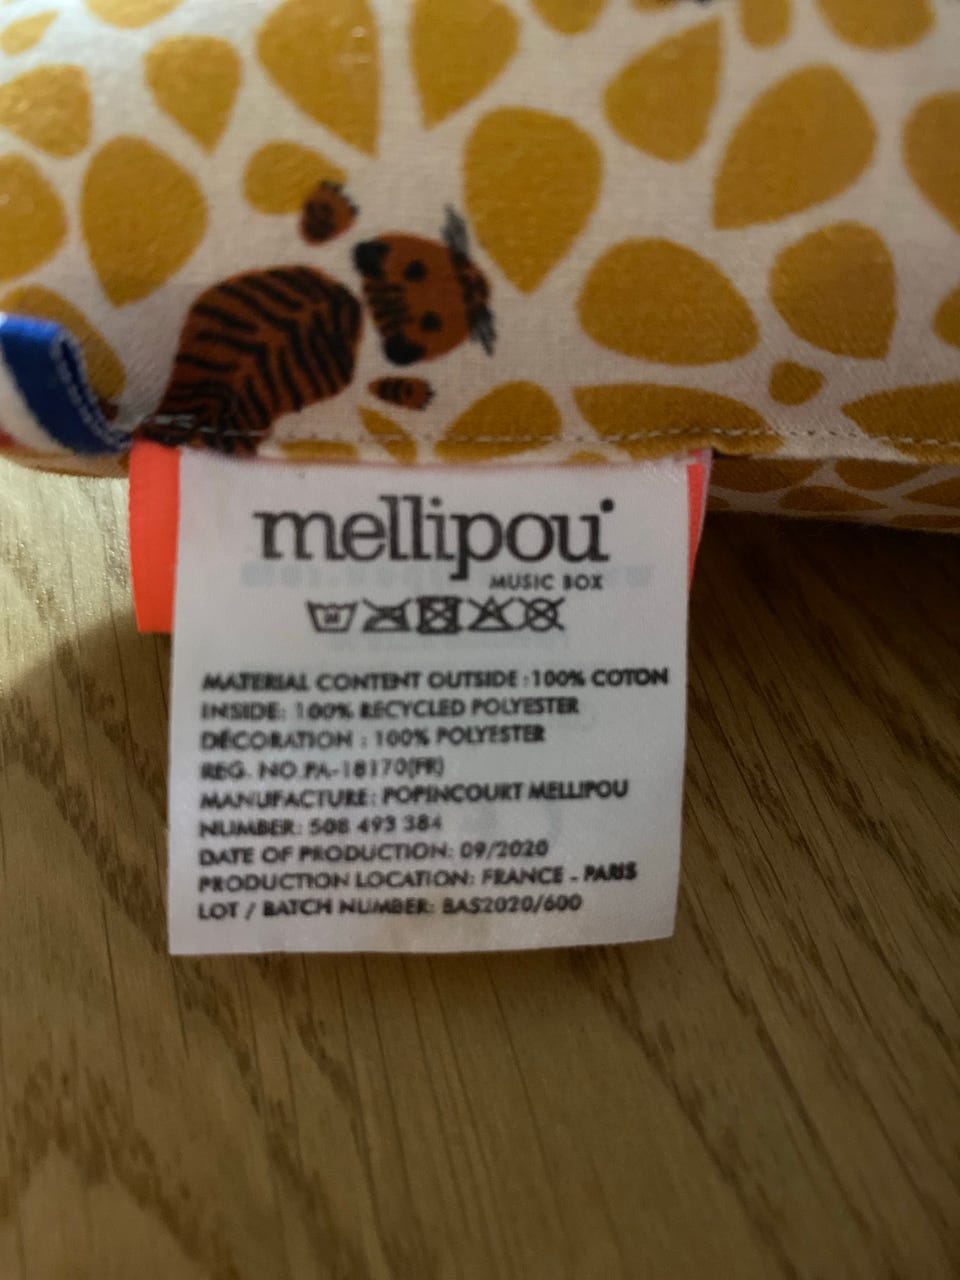 mellipou
MUSIC BOX
MATERIAL CONTENT OUTSIDE : 100% COTON
INSIDE: 100% RECYCLED POLYESTER
DÉCORATION : 100% POLYESTER
REG. NO.PA-18170(FR)
MANUFACTURE: POPINCOURT MELLIPOU
NUMBER: 508 493 384
DATE OF PRODUCTION: 09/2020
PRODUCTION LOCATION: FRANCE - PARIS
LOT / BATCH NUMBER: BAS2020/600